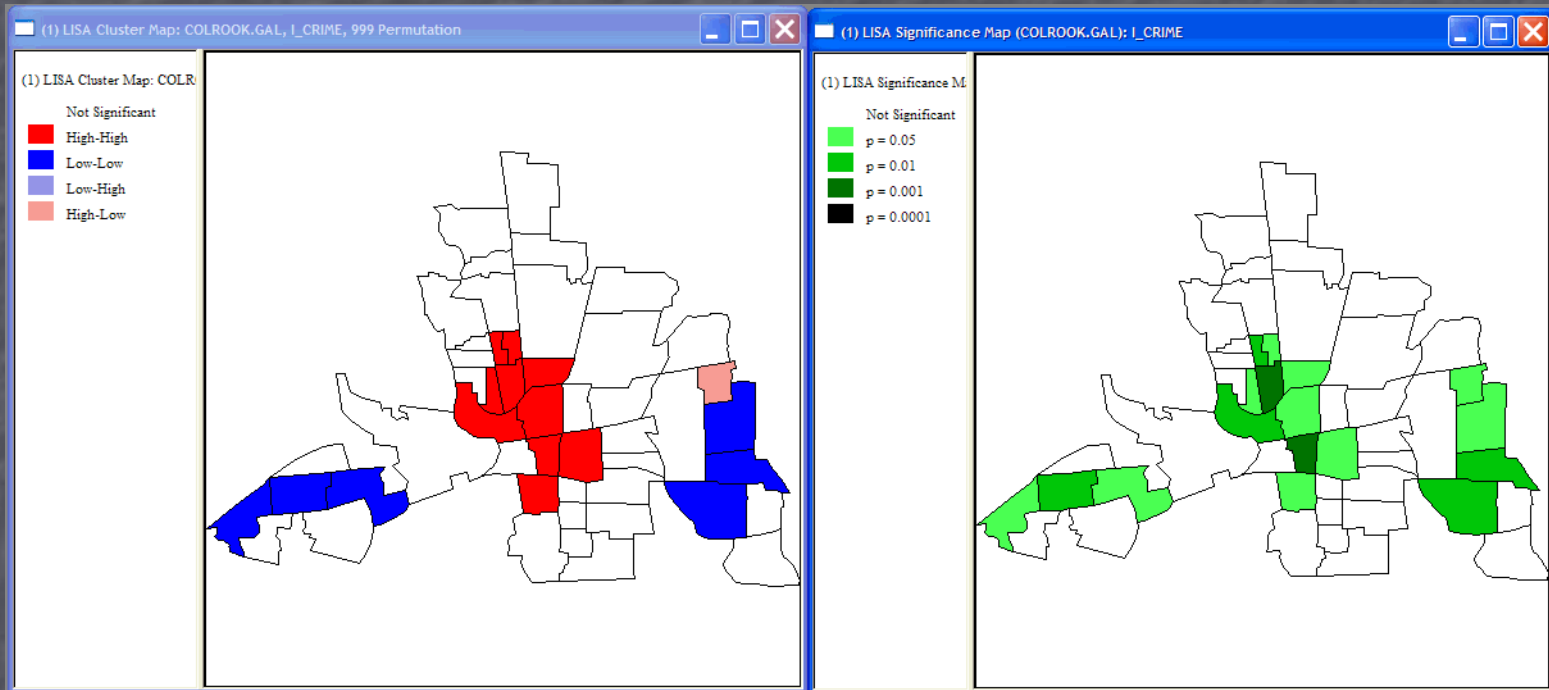 (1) LISA Cluster Map: COLROOK.GAL, I_CRIME, 999 Permutation
(1) LISA Cluster Map: COLR
Not Significant
High-High
Low-Low
Low-High
High-Low
(1) LISA Significance Map (COLROOK.GAL): I_CRIME
(1) LISA Significance M
Not Significant
p = 0.05
p = 0.01
p = 0.001
p = 0.0001